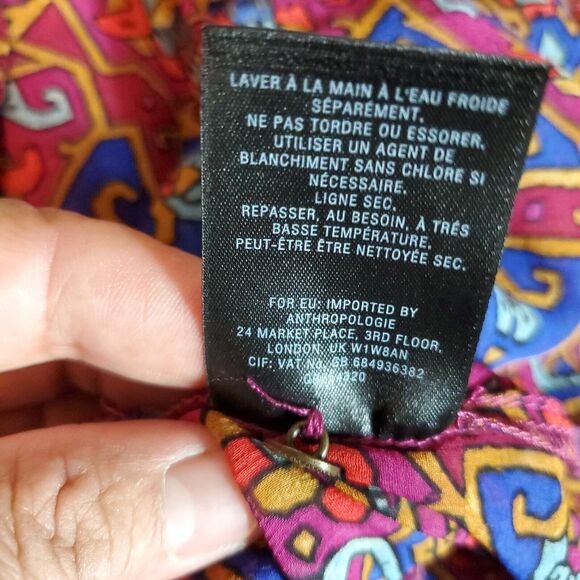 LAVER À LA MAIN À L'EAU FROIDE
SÉPARÉMENT.
NE PAS TORDRE OU ESSORER.
UTILISER UN AGENT DE
BLANCHIMENT SANS CHLORE SI
NÉCESSAIRE.
LIGNE SEC.
REPASSER, AU BESOIN, À TRÉS
BASSE TEMPÉRATURE.
PEUT-ÊTRE ÊTRE NETTOYÉE SEC.
FOR EU: IMPORTED BY
ANTHROPOLOGIE
24 MARKET PLACE, 3RD FLOOR,
LONDON, UK W1W8AN
CIF: VAT No. GB 684936382